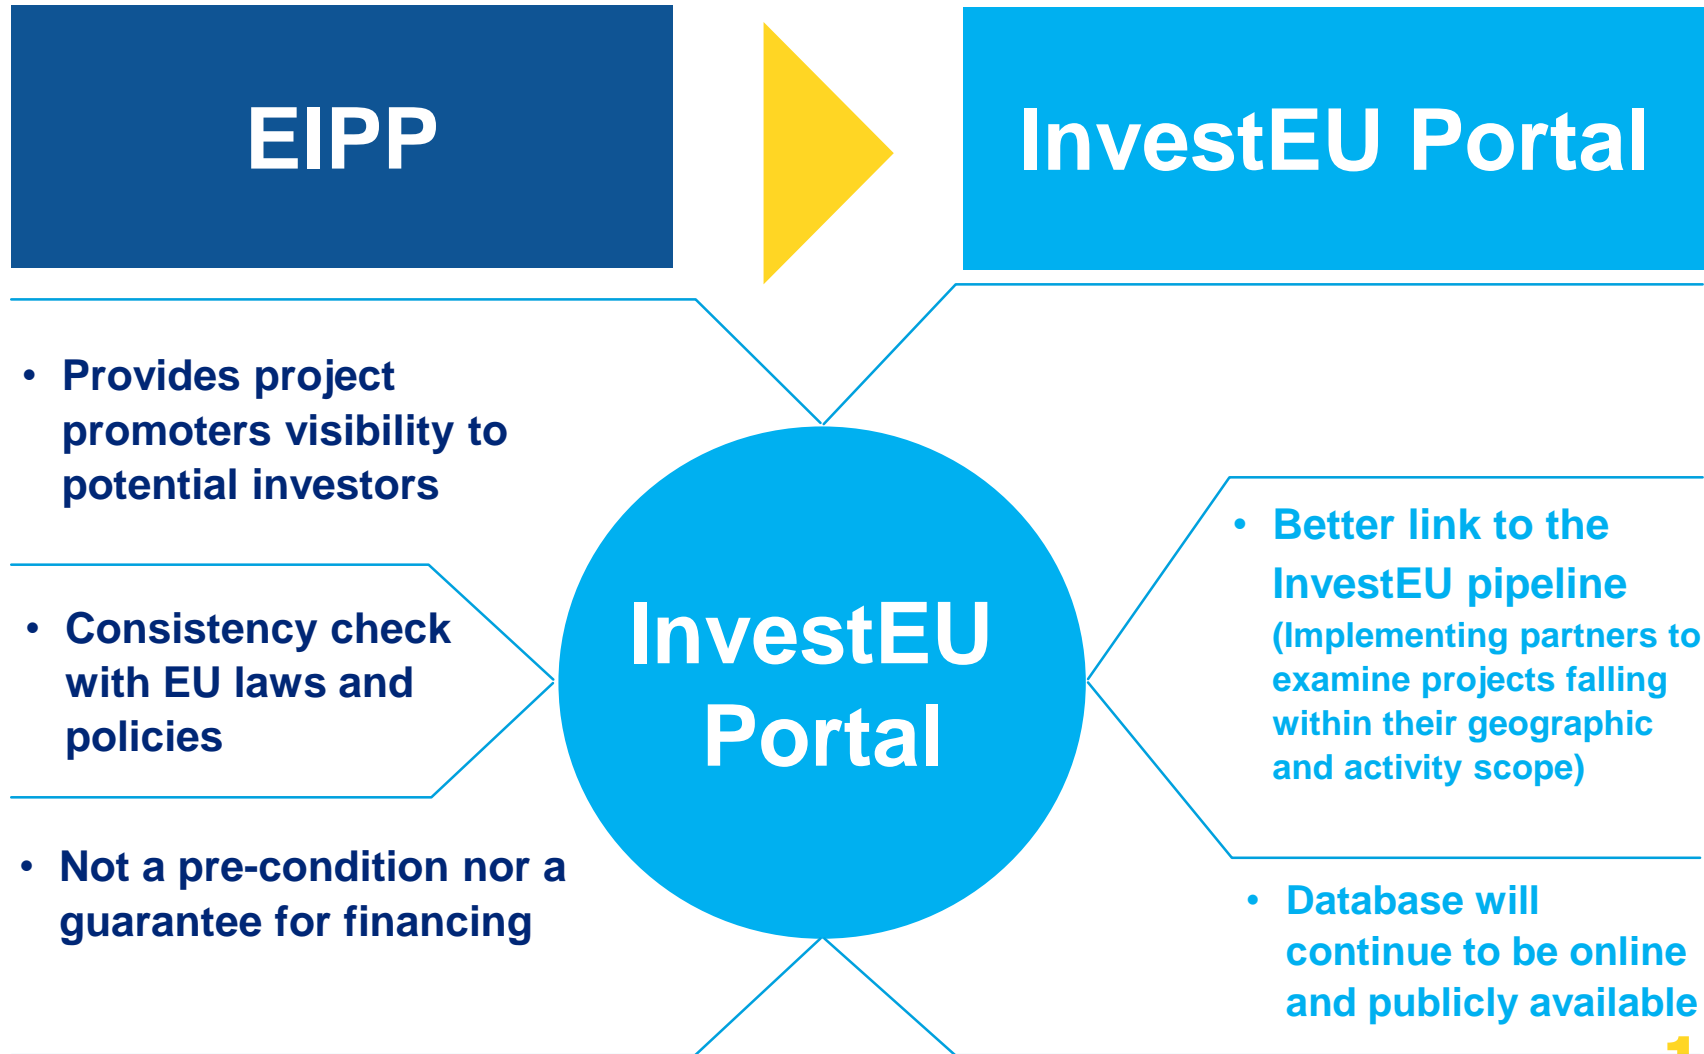 EIPP
InvestEU Portal
• Provides project
promoters visibility to
potential investors
• Consistency check
with EU laws and
policies
• Not a pre-condition nor a
guarantee for financing
InvestEU
Portal
• Better link to the
InvestEU pipeline
(Implementing partners to
examine projects falling
within their geographic
and activity scope)
• Database will
continue to be online
and publicly available